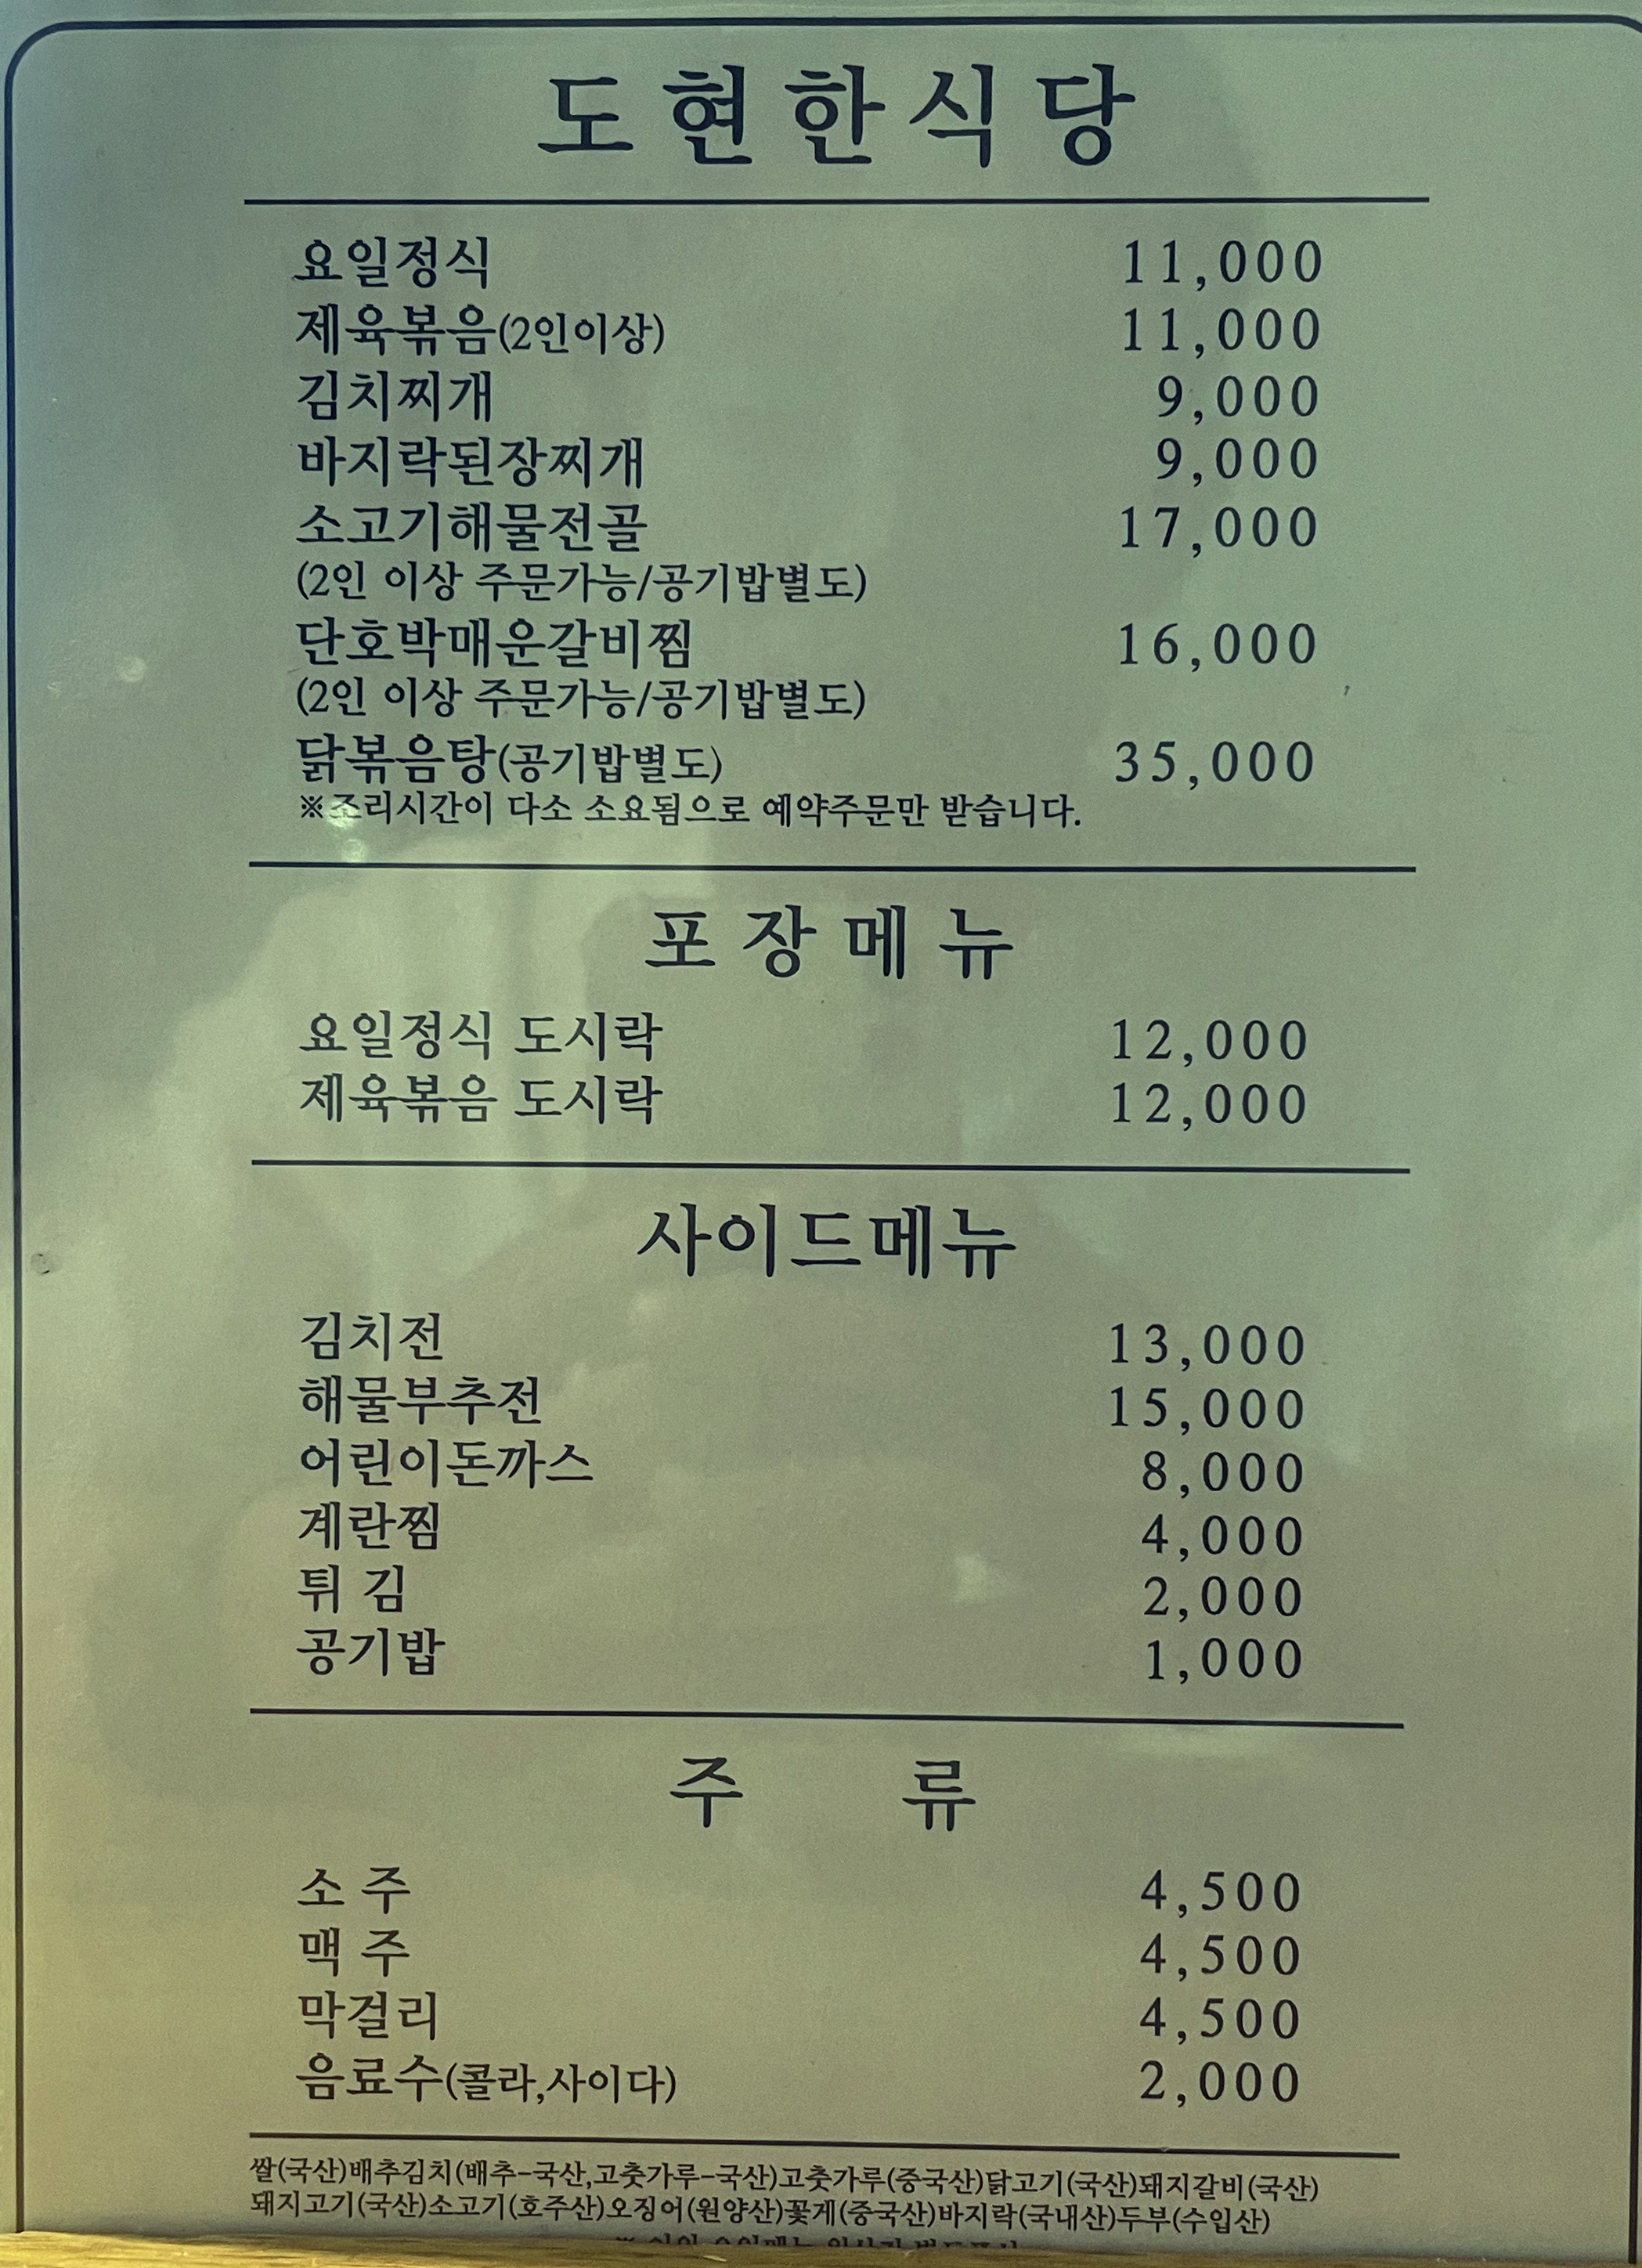 도현한식당
요일정식 11,000
제육볶음(2인이상) 11,000
김치찌개 9,000
바지락된장찌개 9,000
소고기해물전골 17,000
(2인 이상 주문가능/공기밥별도)
단호박매운갈비찜 16,000
(2인 이상 주문가능/공기밥별도)
닭볶음탕(공기밥별도) 35,000
※조리시간이 다소 소요됨으로 예약주문만 받습니다.
포장메뉴
요일정식 도시락 12,000
제육볶음 도시락 12,000
사이드메뉴
김치전 13,000
해물부추전 15,000
어린이돈까스 8,000
계란찜 4,000
튀 김 2,000
공기밥 1,000
주 류
소 주 4,500
맥 주 4,500
막걸리 4,500
음료수(콜라,사이다) 2,000
쌀(국산)배추김치(배추-국산,고춧가루-국산)고춧가루(중국산)닭고기(국산)돼지갈비(국산)
돼지고기(국산)소고기(호주산)오징어(원양산)꽃게(중국산)바지락(국내산)두부(수입산)